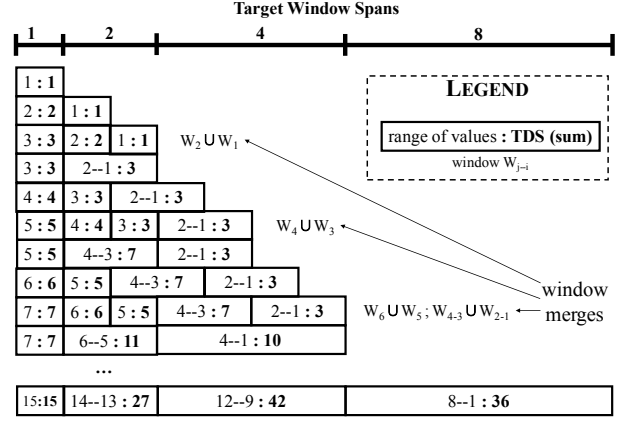 Target Window Spans
1 2 4 8
LEGEND
range of values : TDS (sum)
window Wj–i
1 : 1
2 : 2 1 : 1
3 : 3 2 : 2 1 : 1 W2 ∪ W1
3 : 3 2--1 : 3
4 : 4 3 : 3 2--1 : 3
5 : 5 4 : 4 3 : 3 2--1 : 3 W4 ∪ W3
5 : 5 4--3 : 7 2--1 : 3
6 : 6 5 : 5 4--3 : 7 2--1 : 3
7 : 7 6 : 6 5 : 5 4--3 : 7 2--1 : 3 W6 ∪ W5 ; W4-3 ∪ W2-1
window
merges
7 : 7 6--5 : 11 4--1 : 10
...
15:15 14--13 : 27 12--9 : 42 8--1 : 36